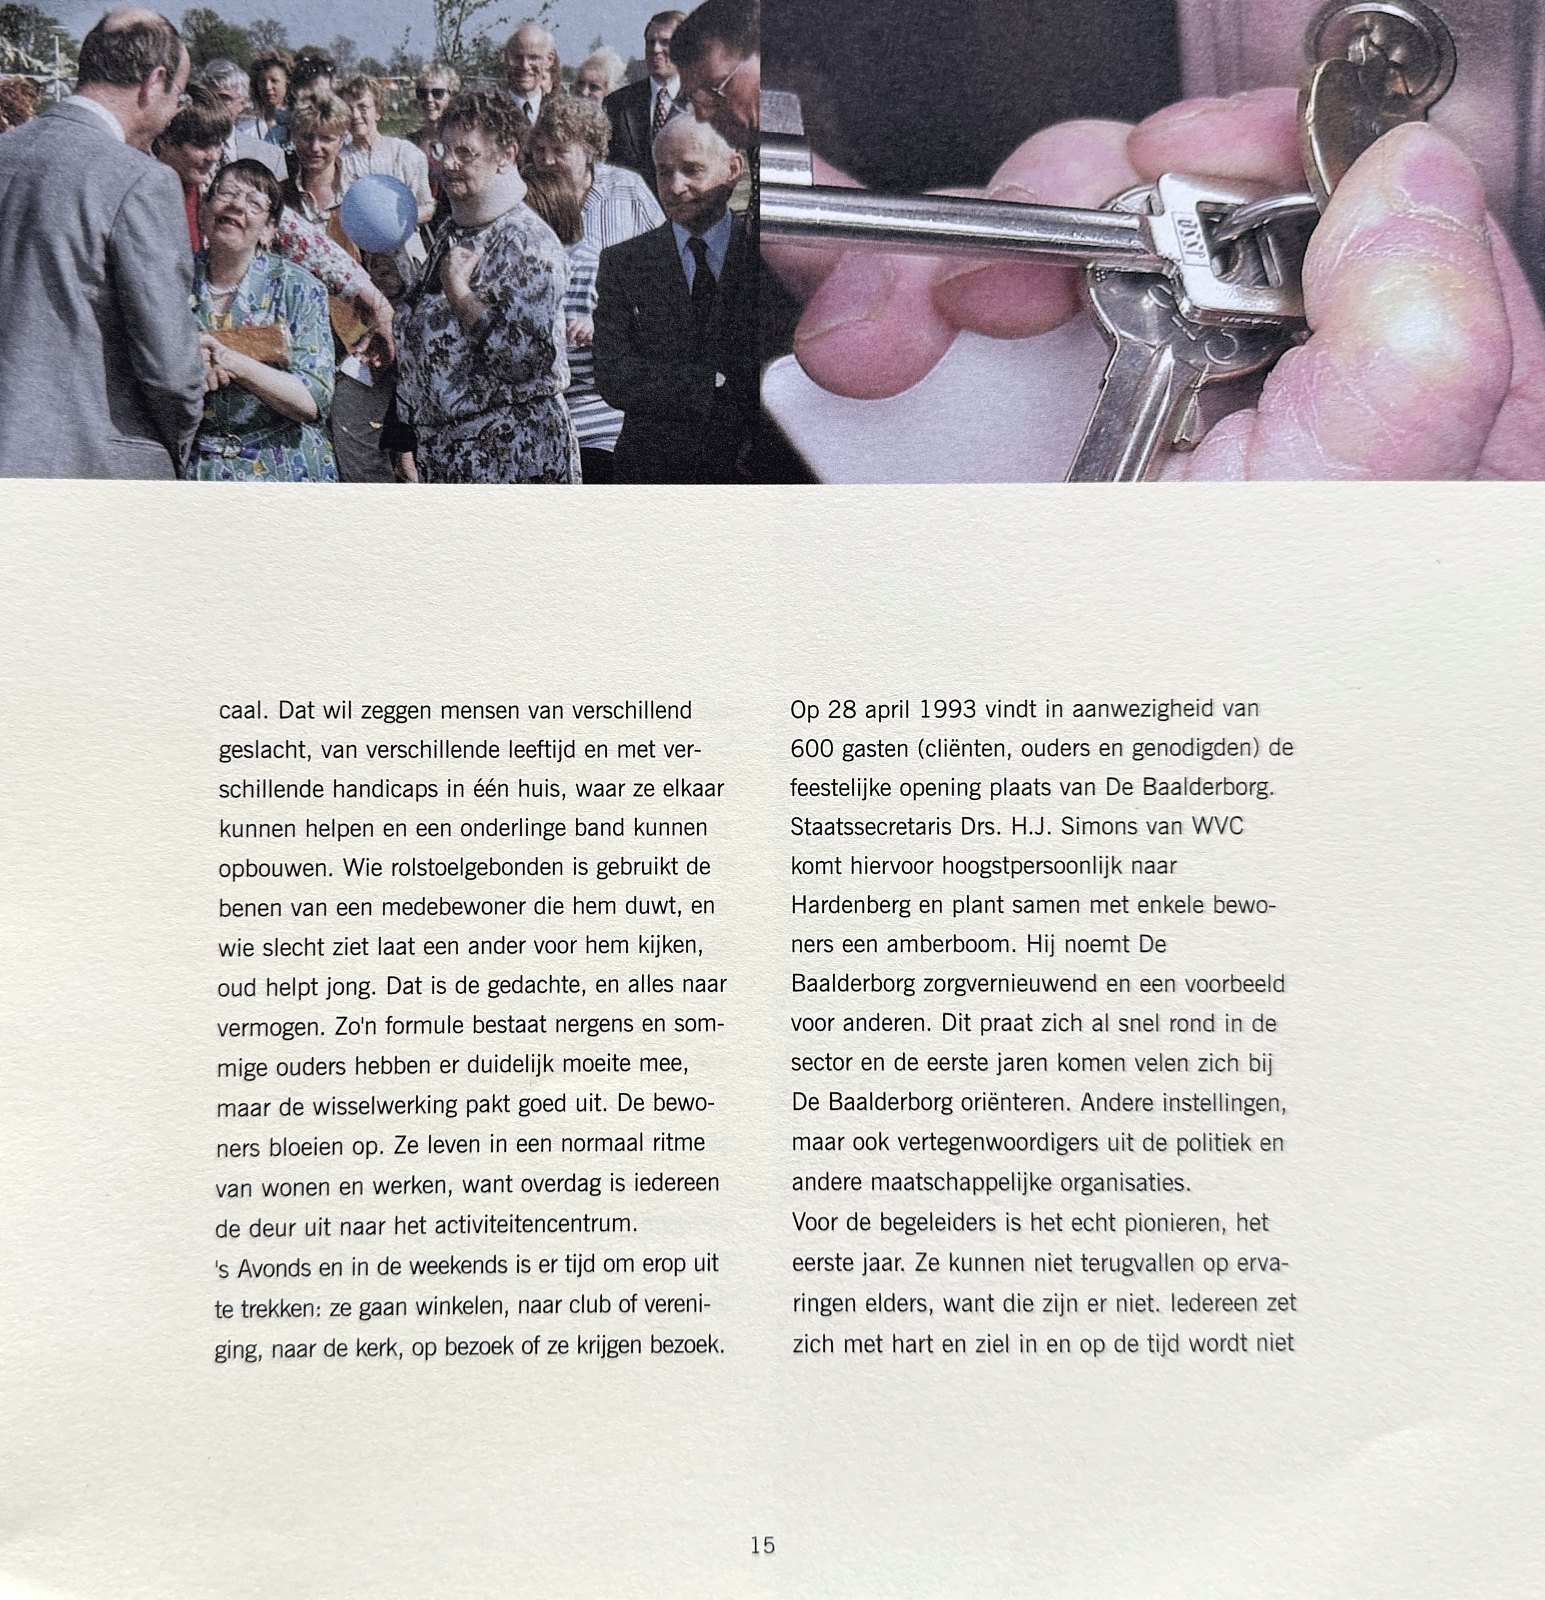 caal. Dat wil zeggen mensen van verschillend
geslacht, van verschillende leeftijd en met ver-
schillende handicaps in één huis, waar ze elkaar
kunnen helpen en een onderlinge band kunnen
opbouwen. Wie rolstoelgebonden is gebruikt de
benen van een medebewoner die hem duwt, en
wie slecht ziet laat een ander voor hem kijken,
oud helpt jong. Dat is de gedachte, en alles naar
vermogen. Zo'n formule bestaat nergens en som-
mige ouders hebben er duidelijk moeite mee,
maar de wisselwerking pakt goed uit. De bewo-
ners bloeien op. Ze leven in een normaal ritme
van wonen en werken, want overdag is iedereen
de deur uit naar het activiteitencentrum.
's Avonds en in de weekends is er tijd om erop uit
te trekken: ze gaan winkelen, naar club of vereni-
ging, naar de kerk, op bezoek of ze krijgen bezoek.
Op 28 april 1993 vindt in aanwezigheid van
600 gasten (cliënten, ouders en genodigden) de
feestelijke opening plaats van De Baalderborg.
Staatssecretaris Drs. H.J. Simons van WVC
komt hiervoor hoogstpersoonlijk naar
Hardenberg en plant samen met enkele bewo-
ners een amberboom. Hij noemt De
Baalderborg zorgvernieuwend en een voorbeeld
voor anderen. Dit praat zich al snel rond in de
sector en de eerste jaren komen velen zich bij
De Baalderborg oriënteren. Andere instellingen,
maar ook vertegenwoordigers uit de politiek en
andere maatschappelijke organisaties.
Voor de begeleiders is het echt pionieren, het
eerste jaar. Ze kunnen niet terugvallen op erva-
ringen elders, want die zijn er niet. Iedereen zet
zich met hart en ziel in en op de tijd wordt niet
15